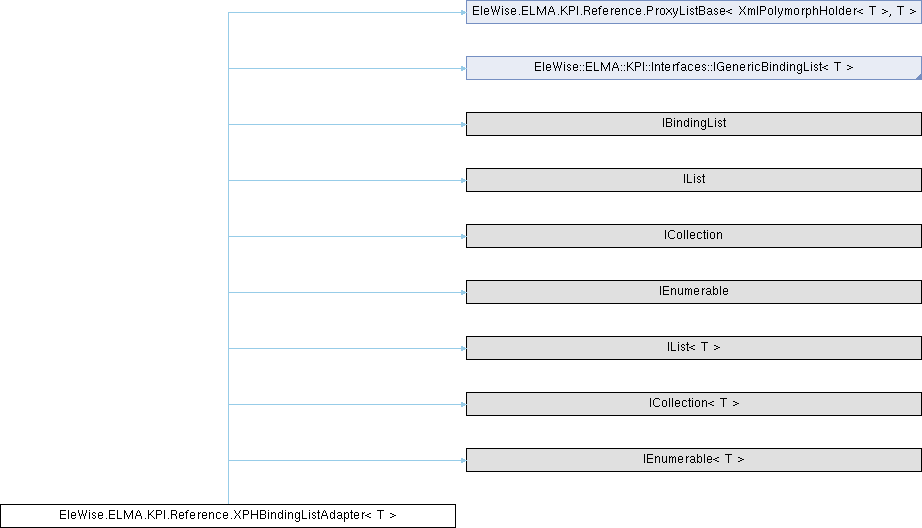 EleWise.ELMA.KPI.Reference.ProxyListBase< XmlPolymorphHolder< T >, T >
EleWise::ELMA::KPI::Interfaces::IGenericBindingList< T >
IBindingList
IList
ICollection
IEnumerable
IList< T >
ICollection< T >
IEnumerable< T >
EleWise.ELMA.KPI.Reference.XPHBindingListAdapter< T >